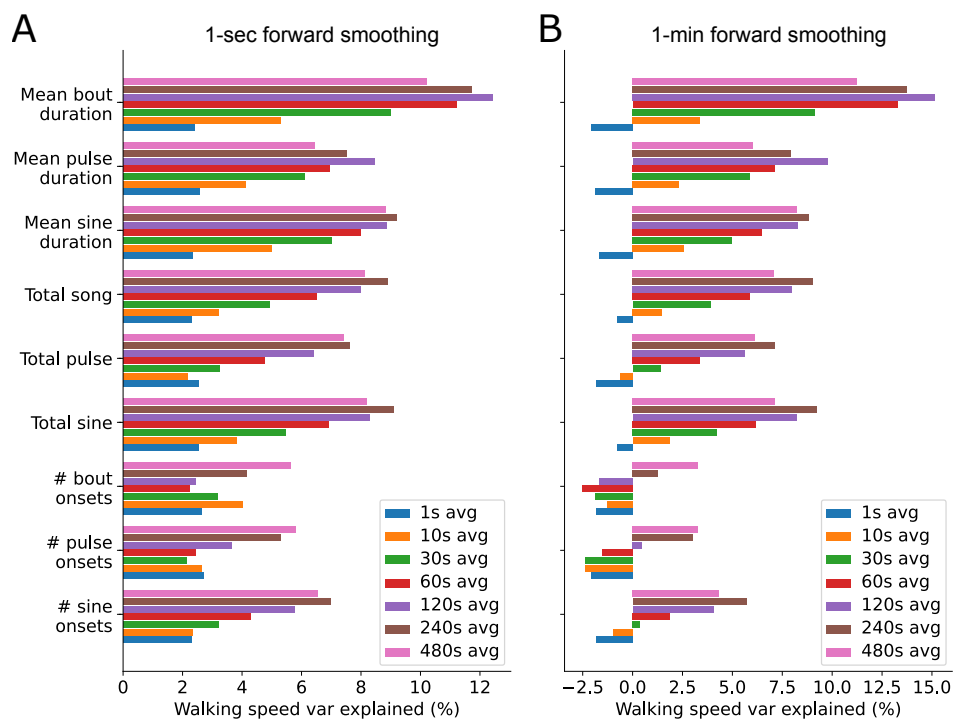 A
1-sec forward smoothing
Mean bout
duration
Mean pulse
duration
Mean sine
duration
Total song
Total pulse
Total sine
# bout
onsets
# pulse
onsets
# sine
onsets
1s avg
10s avg
30s avg
60s avg
120s avg
240s avg
480s avg
0 2 4 6 8 10 12
Walking speed var explained (%)
B
1-min forward smoothing
1s avg
10s avg
30s avg
60s avg
120s avg
240s avg
480s avg
−2.5 0.0 2.5 5.0 7.5 10.0 12.5 15.0
Walking speed var explained (%)